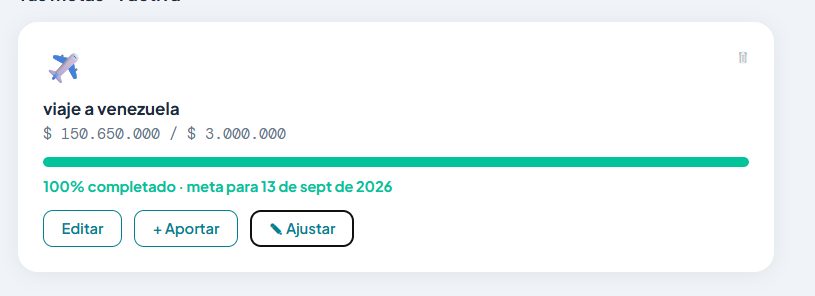 viaje a venezuela
$ 150.650.000 / $ 3.000.000
100% completado · meta para 13 de sept de 2026
Editar
+ Aportar
Ajustar